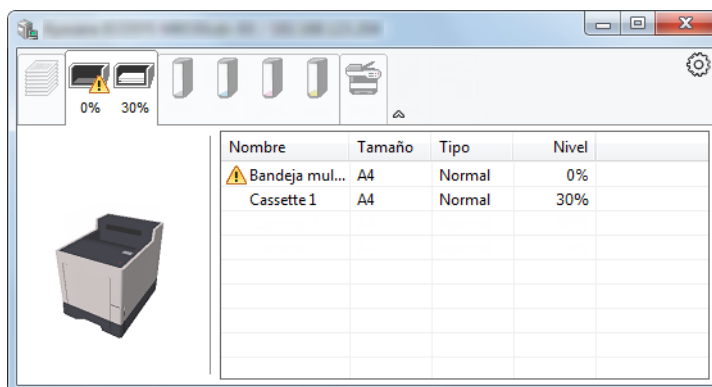 0% 30%
Nombre Tamaño Tipo Nivel
Bandeja mul... A4 Normal 0%
Cassette 1 A4 Normal 30%